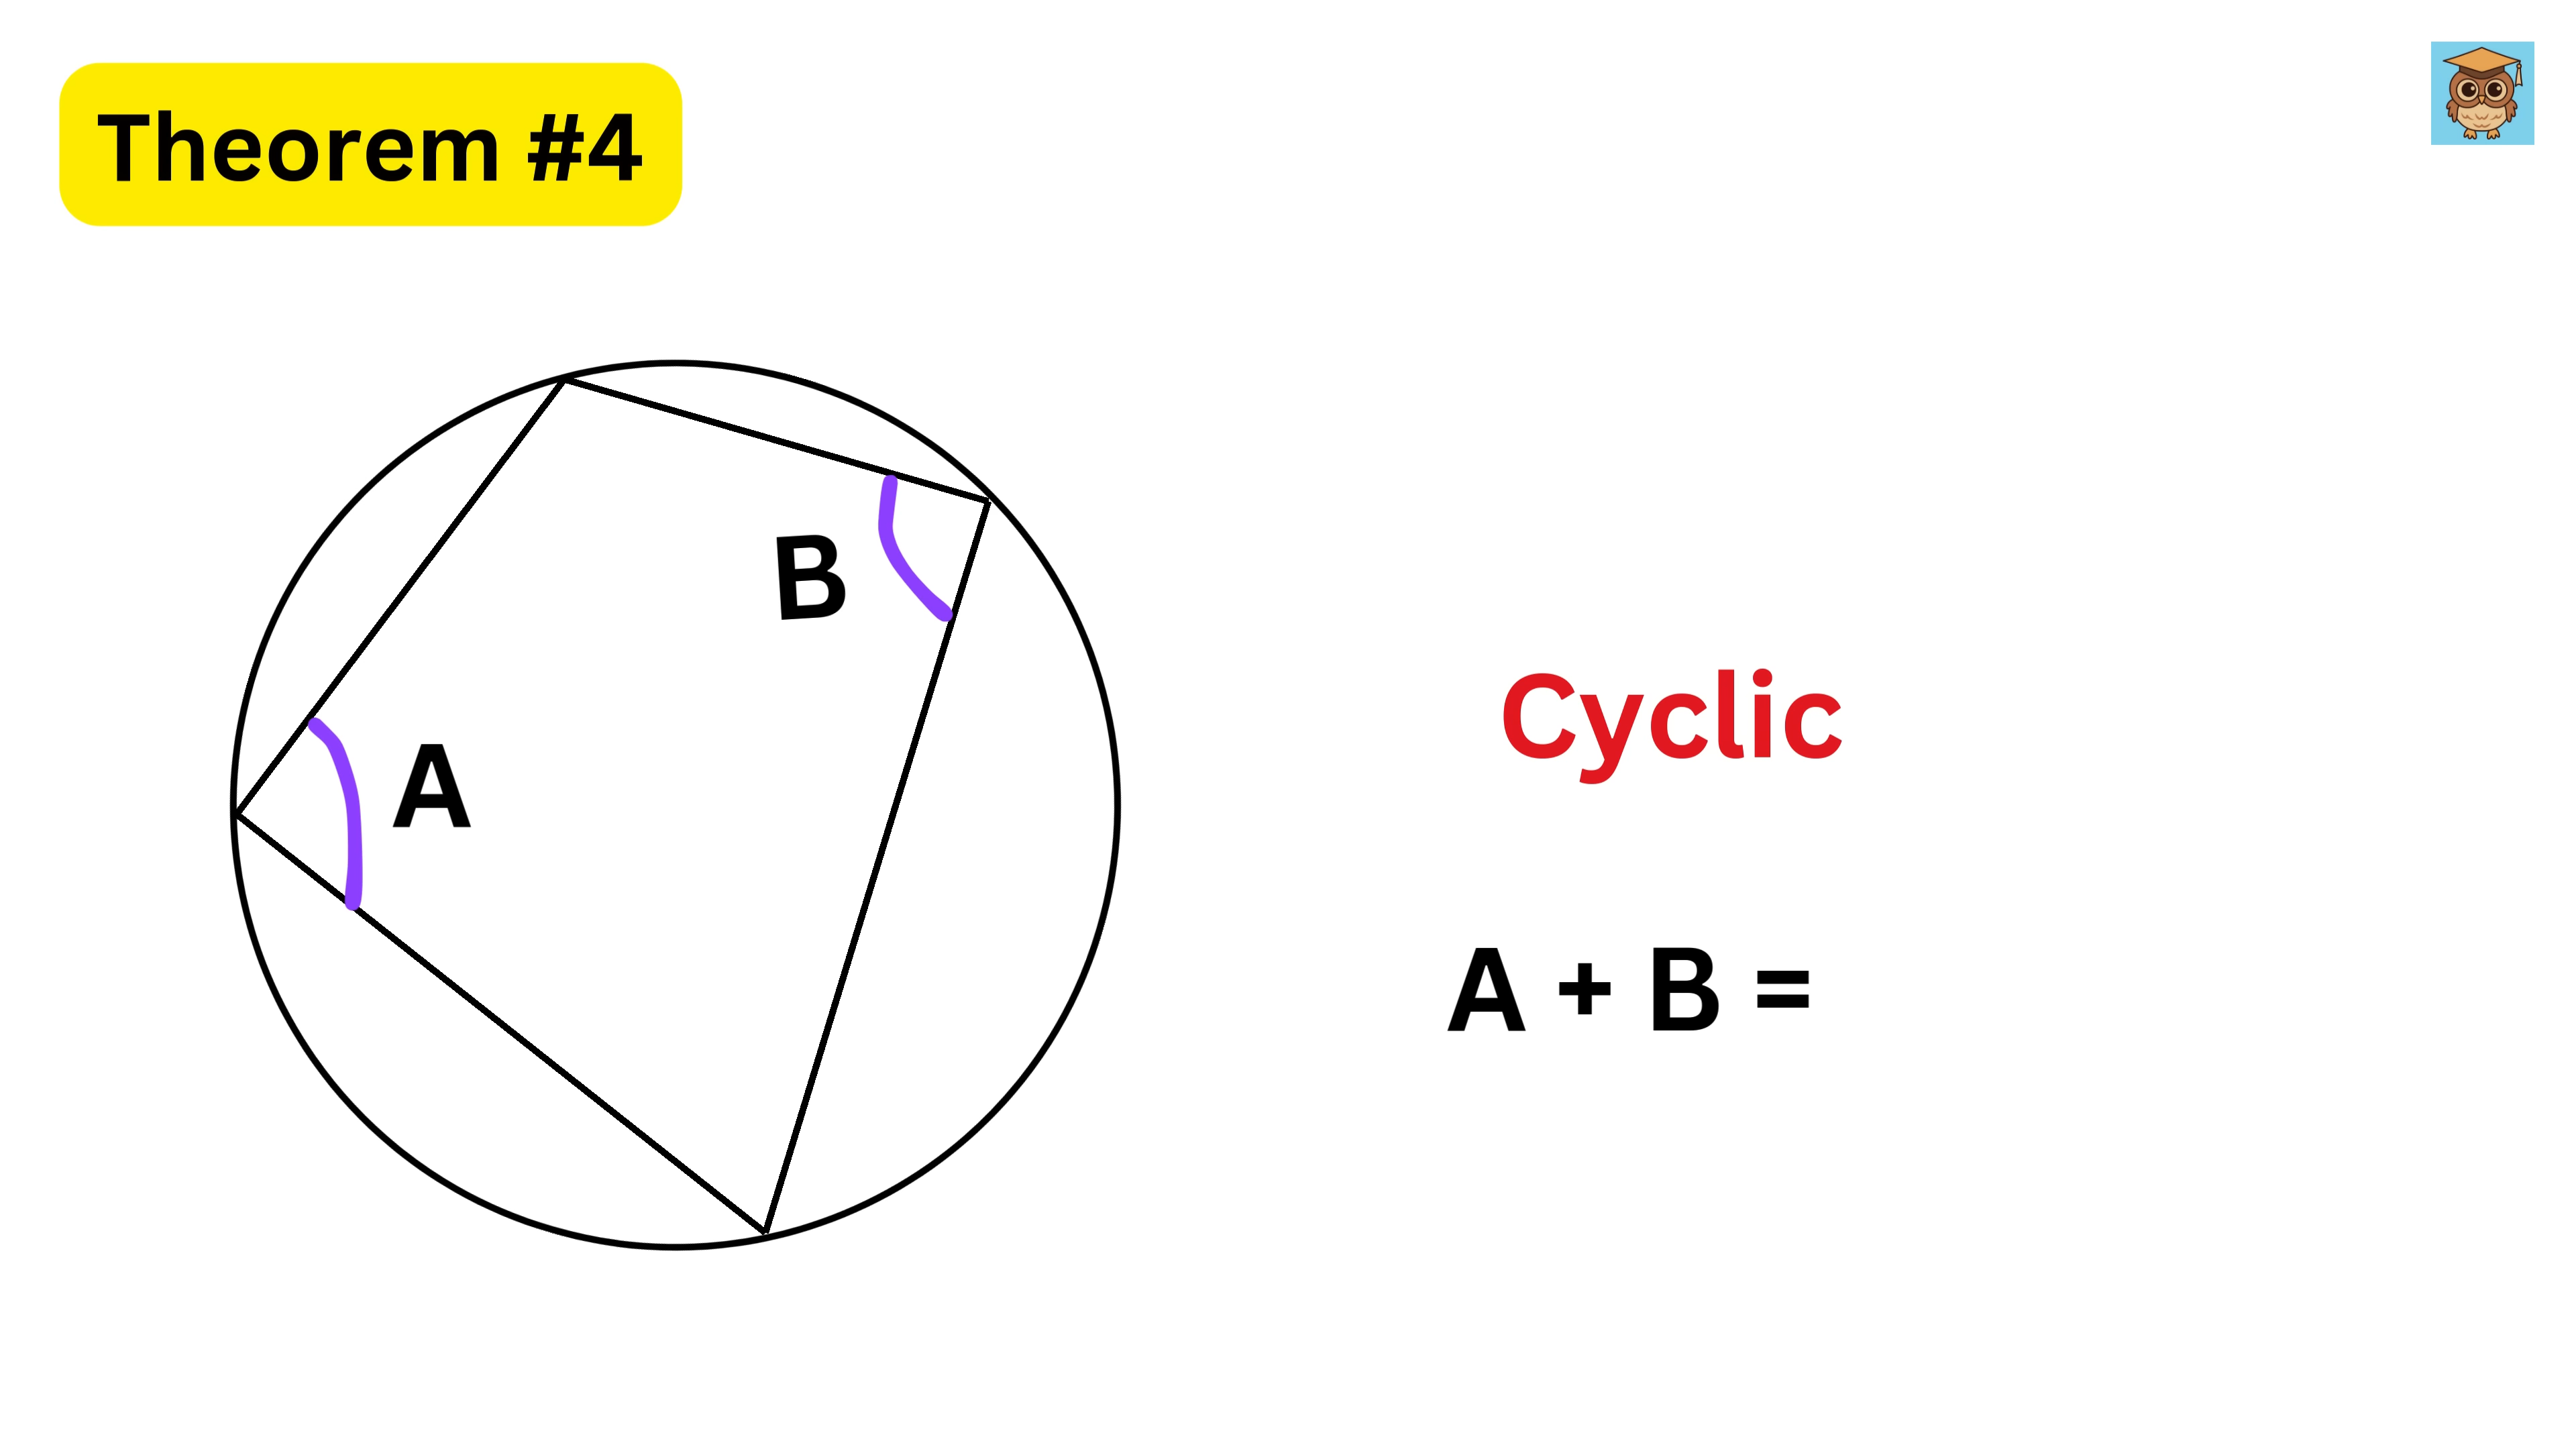 Theorem #4
B
A
Cyclic
A + B =